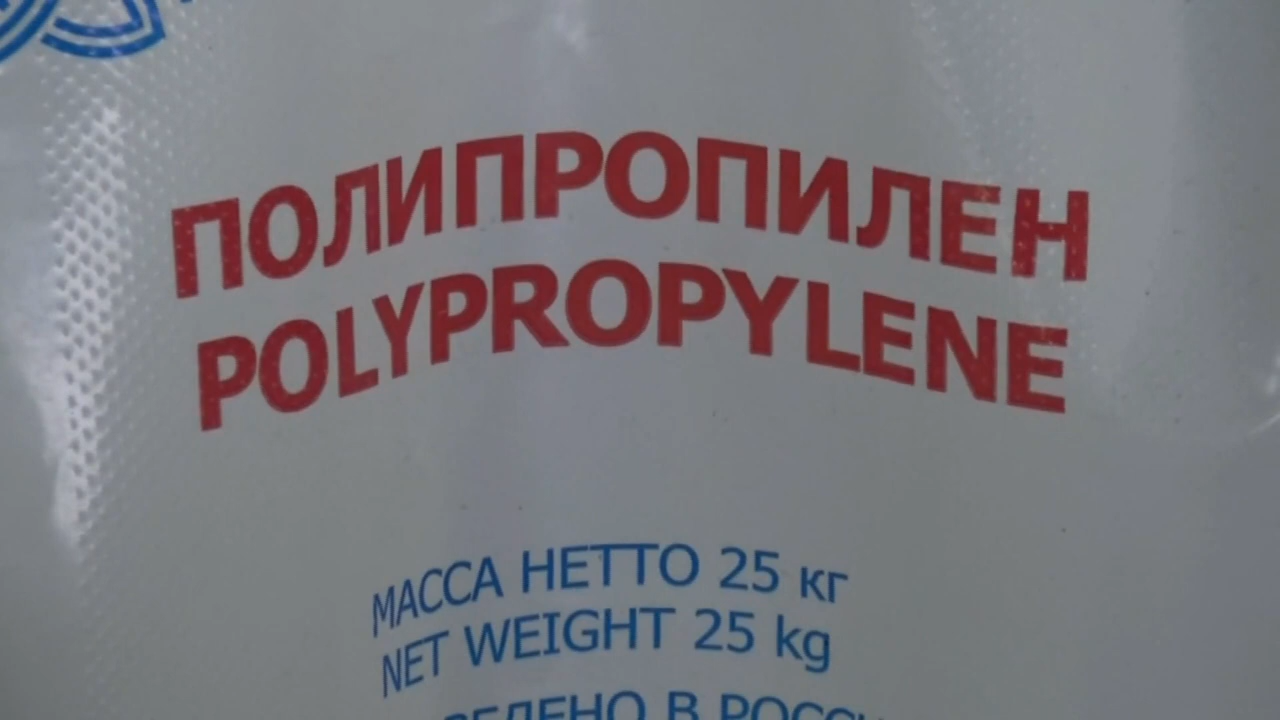 ПОЛИПРОПИЛЕН
POLYPROPYLENE
МАССА НЕТТО 25 кг
NET WEIGHT 25 kg
В